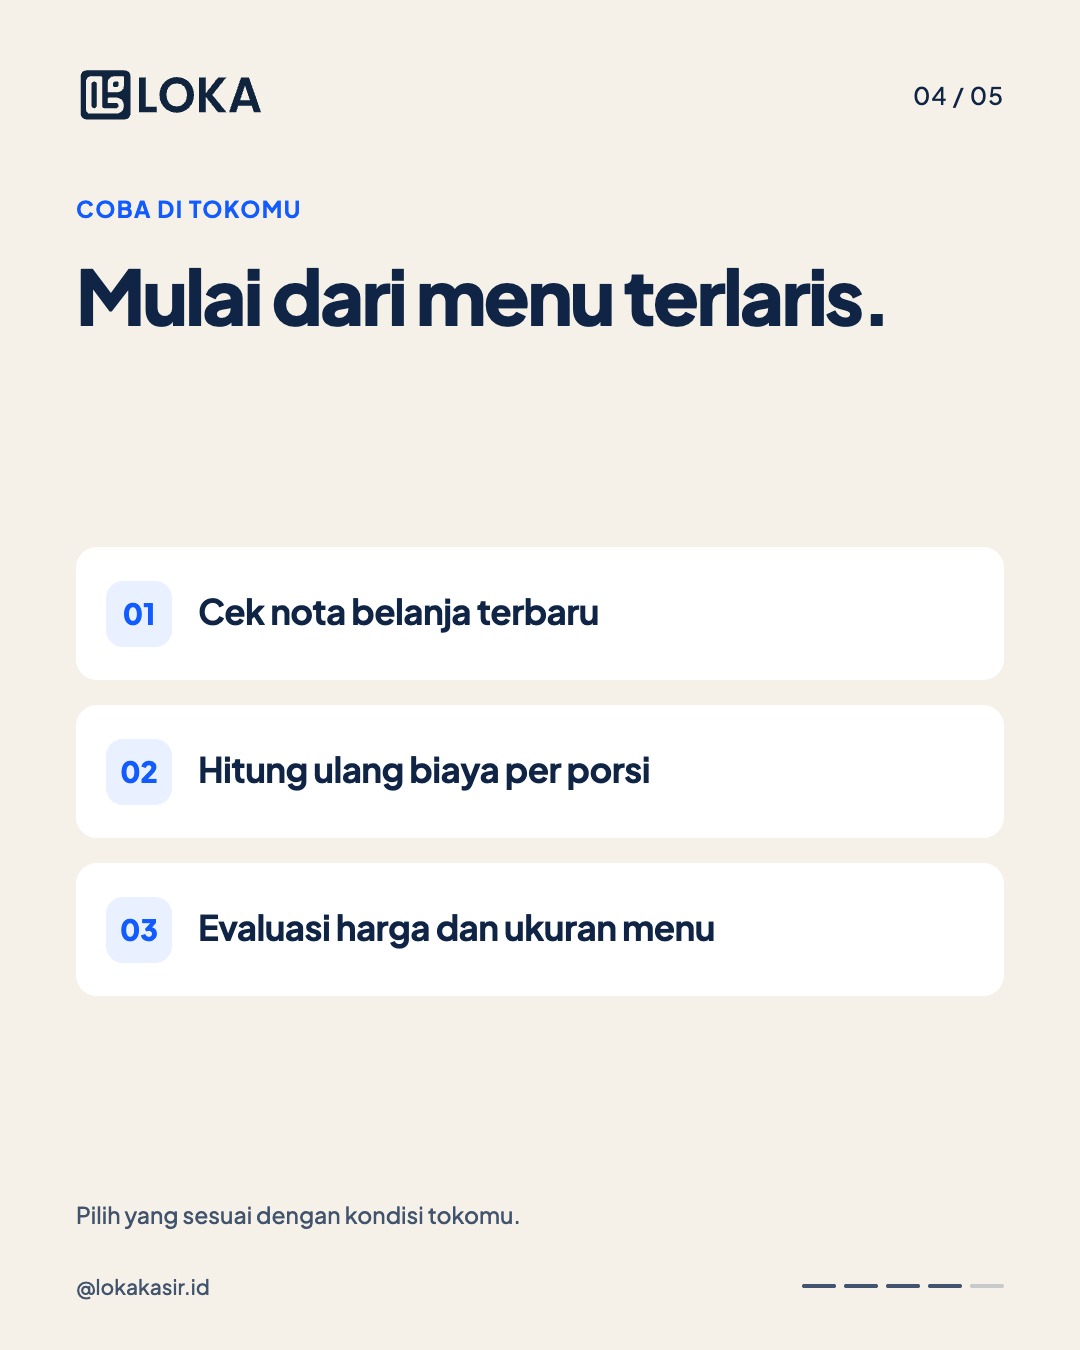 LOKA
04 / 05
COBA DI TOKOMU
Mulai dari menu terlaris.
01 Cek nota belanja terbaru
02 Hitung ulang biaya per porsi
03 Evaluasi harga dan ukuran menu
Pilih yang sesuai dengan kondisi tokomu.
@lokakasir.id